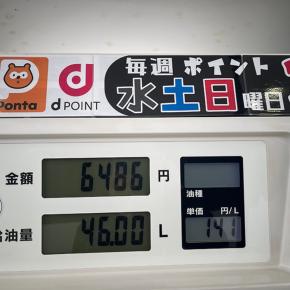 Ponta
d POINT
毎週 ポイント
水土日曜日
金額 6486 円
油種
給油量 46.00 L
単価 円/L
141